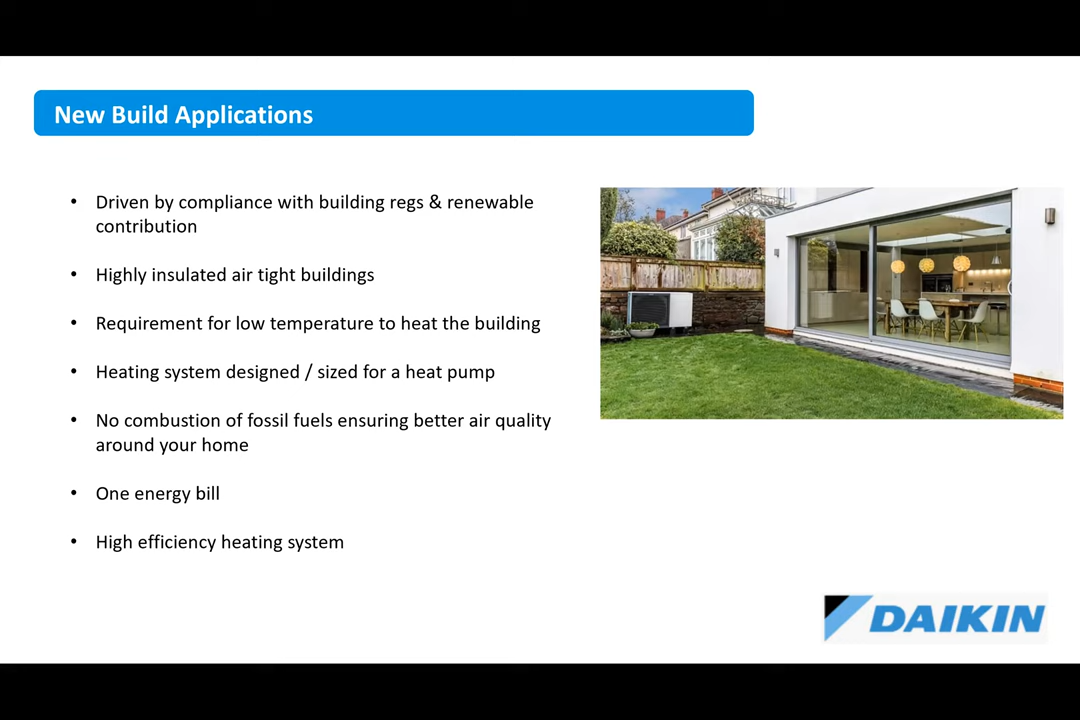 New Build Applications
• Driven by compliance with building regs & renewable
contribution
• Highly insulated air tight buildings
• Requirement for low temperature to heat the building
• Heating system designed / sized for a heat pump
• No combustion of fossil fuels ensuring better air quality
around your home
• One energy bill
• High efficiency heating system
DAIKIN